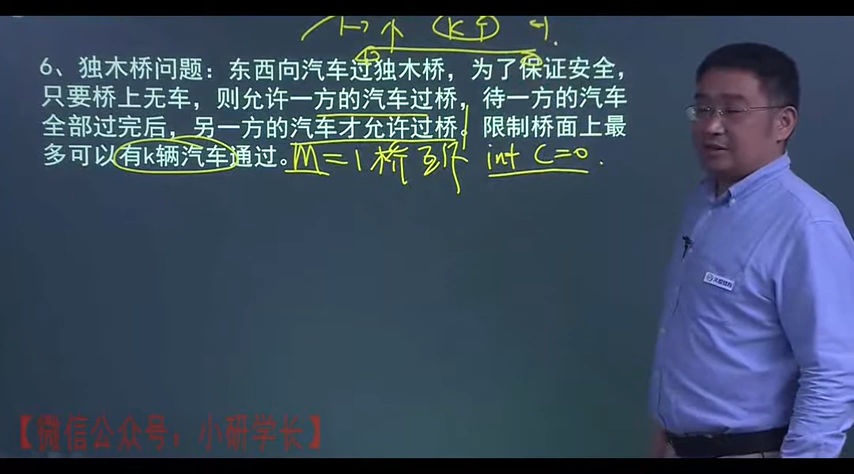 k个
6、独木桥问题：东西向汽车过独木桥，为了保证安全，
只要桥上无车，则允许一方的汽车过桥，待一方的汽车
全部过完后，另一方的汽车才允许过桥。限制桥面上最
多可以有k辆汽车通过。M=1 桥互斥 int C=0.
【微信公众号：小研学长】